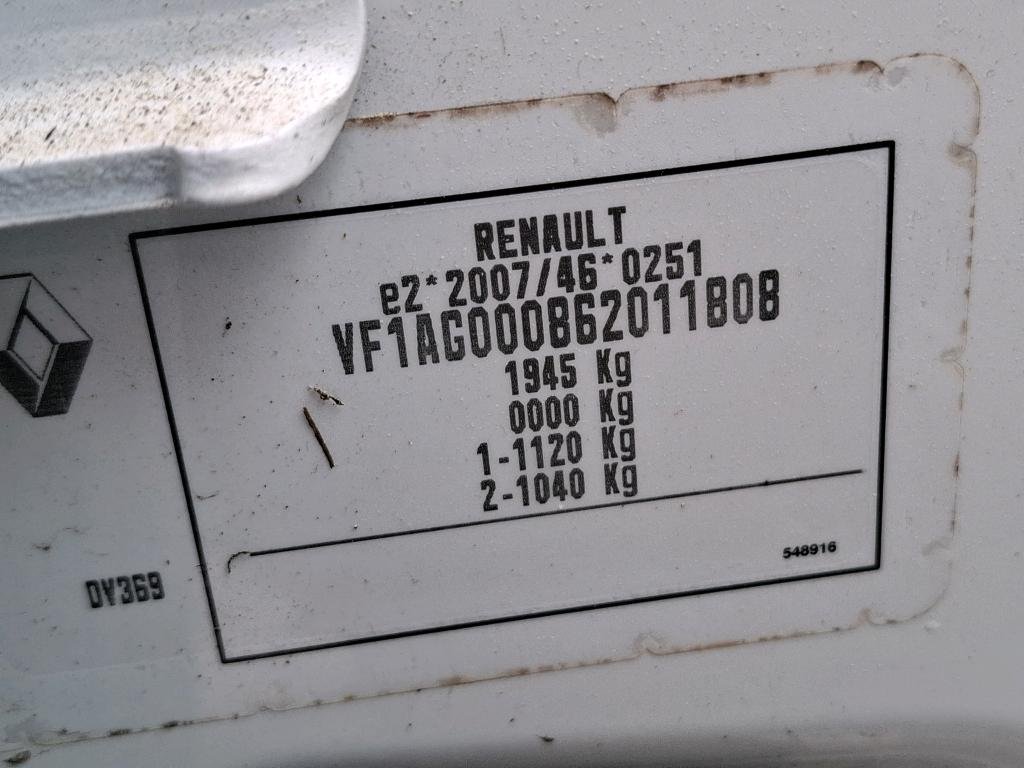 RENAULT
e2*2007/46*0251
VF1AG000862011808
1945 Kg
0000 Kg
1-1120 Kg
2-1040 Kg
548916
DV369